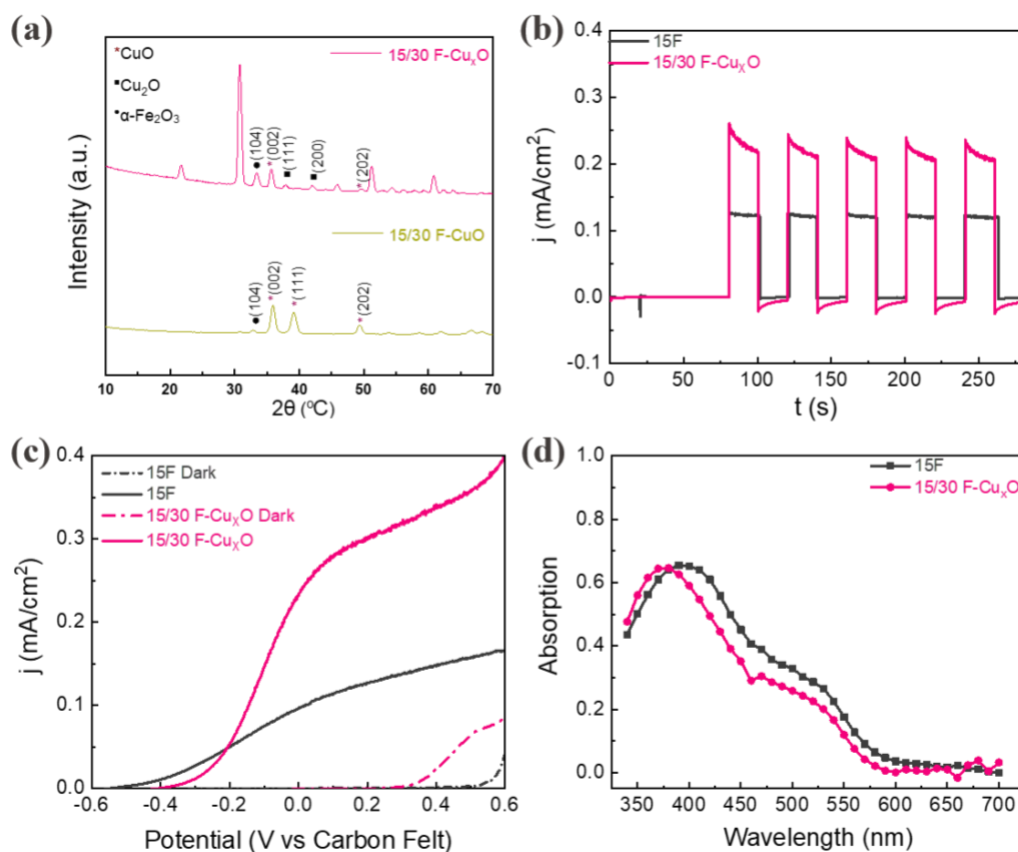 (a)
*CuO
■Cu₂O
●α-Fe₂O₃
15/30 F-CuₓO
●(104)
*(002)
■(111)
■(200)
*(202)
15/30 F-CuO
●(104)
*(002)
*(111)
*(202)
Intensity (a.u.)
10 20 30 40 50 60 70
2θ (ºC)
(b)
15F
15/30 F-CuₓO
0.4
0.3
0.2
0.1
0.0
-0.1
j (mA/cm²)
0 50 100 150 200 250
t (s)
(c)
15F Dark
15F
15/30 F-CuₓO Dark
15/30 F-CuₓO
0.4
0.3
0.2
0.1
0.0
j (mA/cm²)
-0.6 -0.4 -0.2 0.0 0.2 0.4 0.6
Potential (V vs Carbon Felt)
(d)
15F
15/30 F-CuₓO
1.0
0.8
0.6
0.4
0.2
0.0
Absorption
350 400 450 500 550 600 650 700
Wavelength (nm)